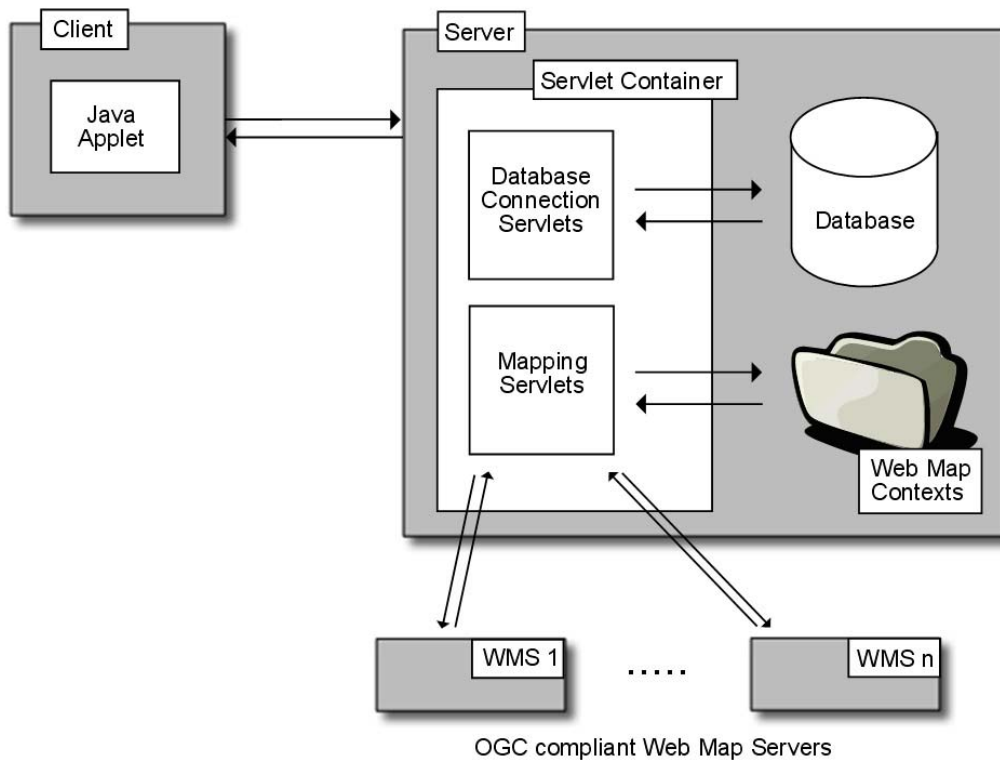 Client
Java
Applet
Server
Servlet Container
Database
Connection
Servlets
Database
Mapping
Servlets
Web Map
Contexts
WMS 1
.....
WMS n
OGC compliant Web Map Servers